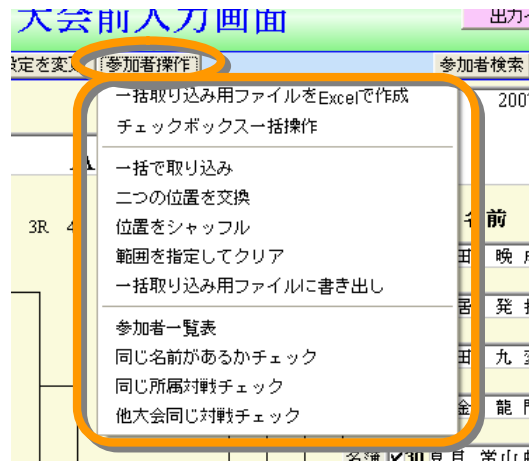 大会前入力画面
出力
設定を変更 参加者操作 参加者検索
一括取り込み用ファイルをExcelで作成
200
チェックボックス一括操作
一括で取り込み
二つの位置を交換
3R 4
位置をシャッフル
名前
範囲を指定してクリア
田 晩
一括取り込み用ファイルに書き出し
居 発
参加者一覧表
同じ名前があるかチェック
田 九
同じ所属対戦チェック
他大会同じ対戦チェック
金 龍
名簿 30